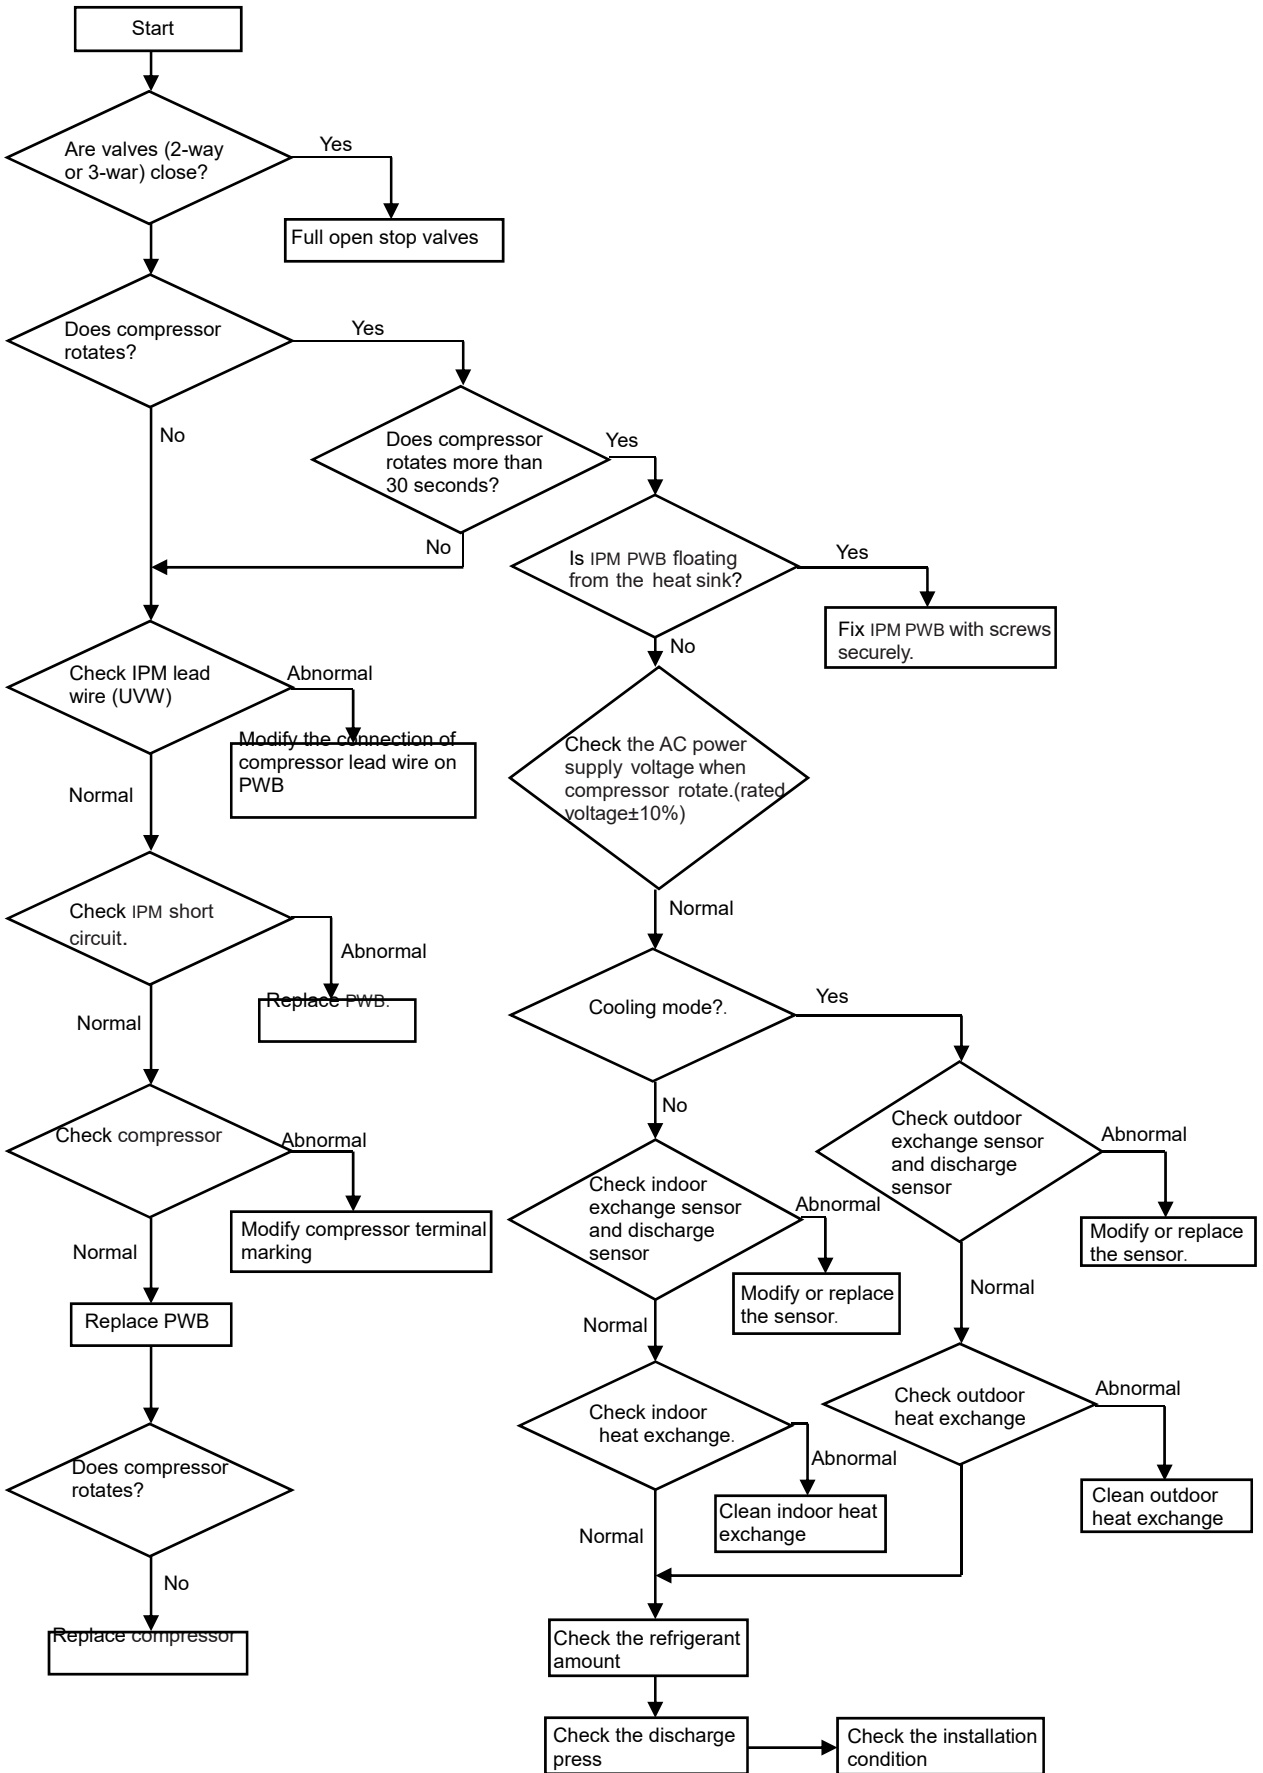 Start
Are valves (2-way
or 3-war) close?
Yes
Full open stop valves
Does compressor
rotates?
Yes
No
Does compressor
rotates more than
30 seconds?
Yes
No
Is IPM PWB floating
from the heat sink?
Yes
Fix IPM PWB with screws
securely.
No
Check IPM lead
wire (UVW)
Abnormal
Modify the connection of
compressor lead wire on
PWB
Normal
Check the AC power
supply voltage when
compressor rotate.(rated
voltage±10%)
Normal
Check IPM short
circuit.
Abnormal
Replace PWB.
Normal
Cooling mode?.
Yes
No
Check compressor
Abnormal
Modify compressor terminal
marking
Normal
Check indoor
exchange sensor
and discharge
sensor
Abnormal
Modify or replace
the sensor.
Normal
Check outdoor
exchange sensor
and discharge
sensor
Abnormal
Modify or replace
the sensor.
Normal
Replace PWB
Does compressor
rotates?
No
Replace compressor
Check indoor
heat exchange.
Abnormal
Clean indoor heat
exchange
Normal
Check outdoor
heat exchange
Abnormal
Clean outdoor
heat exchange
Check the refrigerant
amount
Check the discharge
press
Check the installation
condition